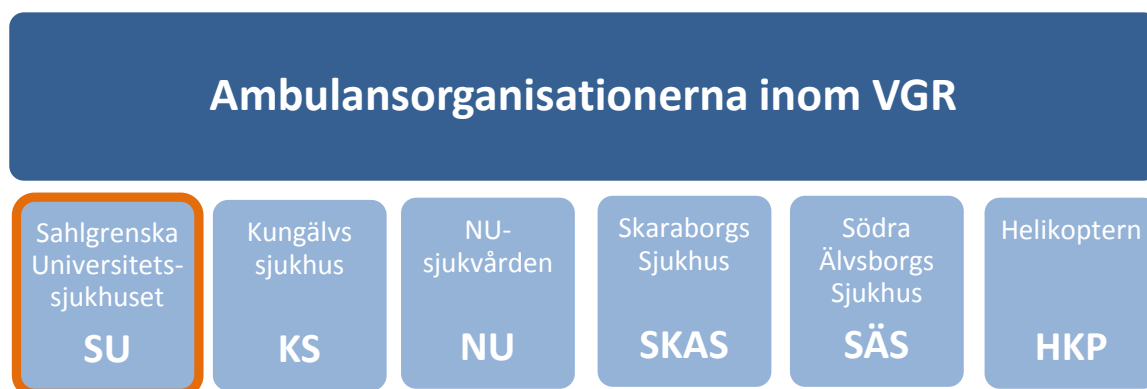 Ambulansorganisationerna inom VGR
Sahlgrenska
Universitets-
sjukhuset
SU
Kungälvs
sjukhus
KS
NU-
sjukvården
NU
Skaraborgs
Sjukhus
SKAS
Södra
Älvsborgs
Sjukhus
SÄS
Helikoptern
HKP